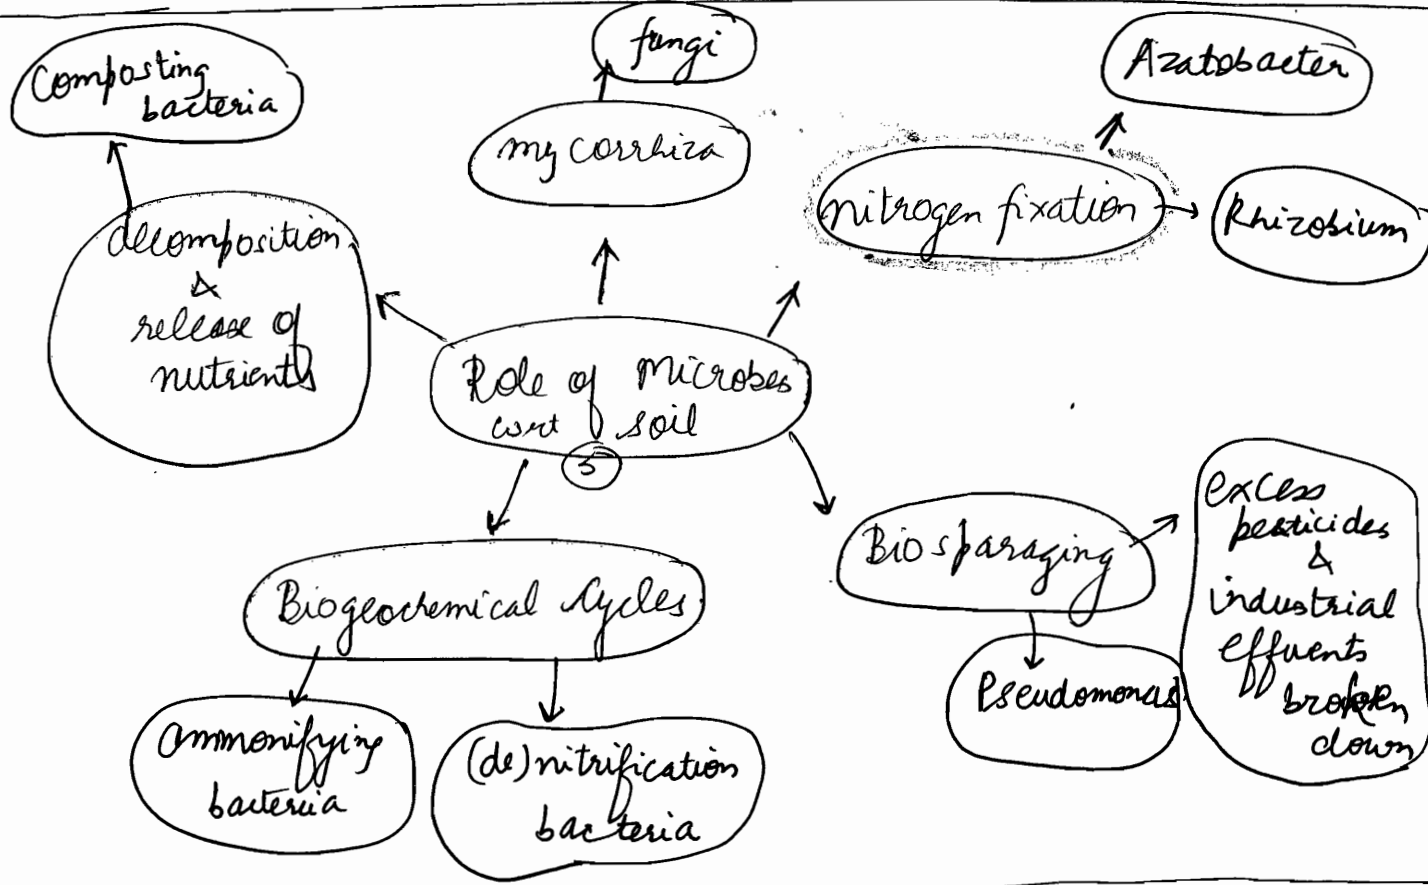 Composting
bacteria
fungi
Azatobacter
mycorrhiza
nitrogen fixation
Rhizobium
decomposition
&
release of
nutrients
Role of Microbes
wrt soil
5
Biosparaging
excess
pesticides
&
industrial
effuents
broken
down
Biogeochemical Cycles
Pseudomonas
ammonifying
bacteria
(de)nitrification
bacteria